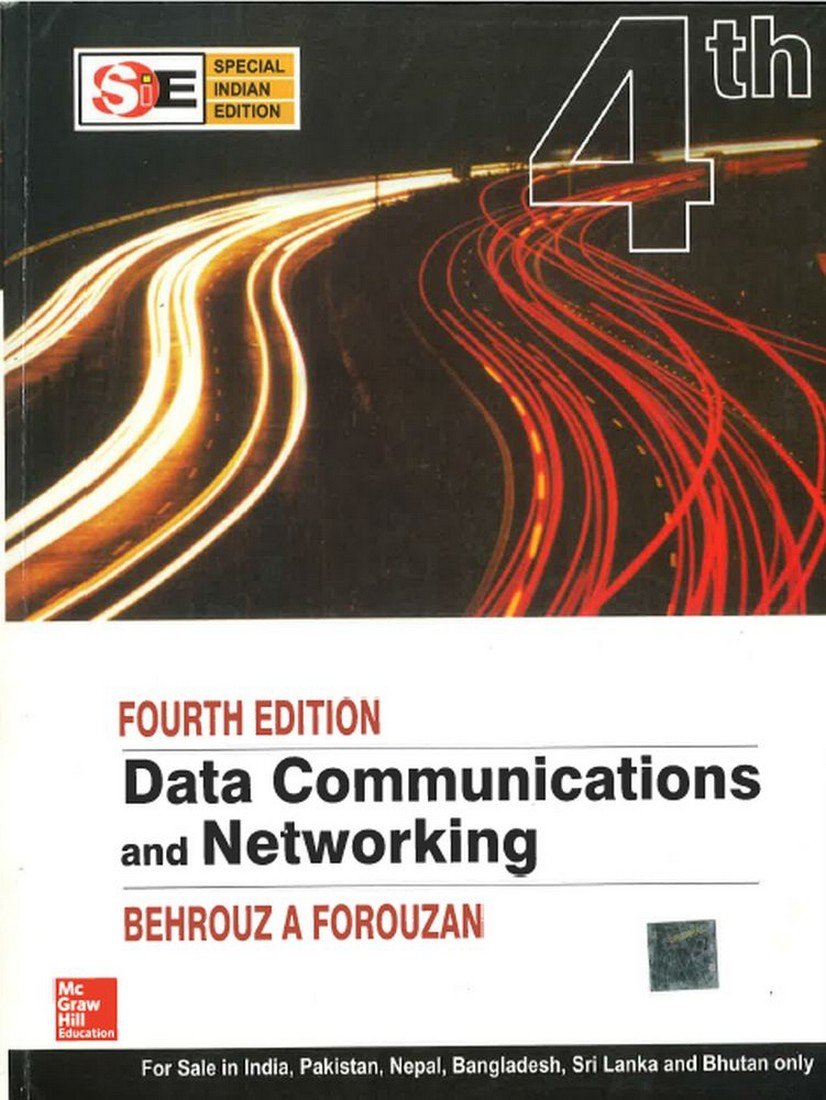 SiE
SPECIAL
INDIAN
EDITION
4th
FOURTH EDITION
Data Communications
and Networking
BEHROUZ A FOROUZAN
Mc
Graw
Hill
Education
For Sale in India, Pakistan, Nepal, Bangladesh, Sri Lanka and Bhutan only